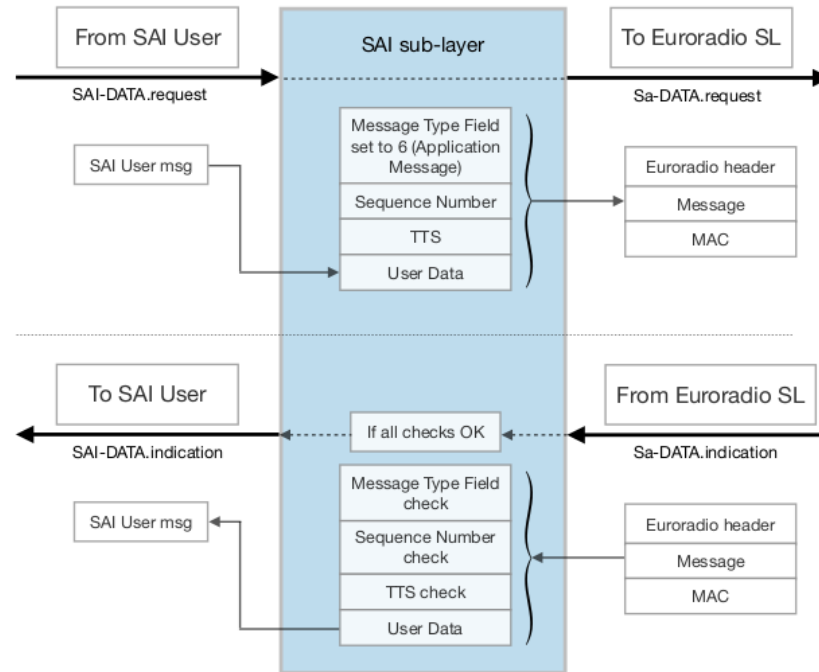 From SAI User
SAI sub-layer
To Euroradio SL
SAI-DATA.request
Sa-DATA.request
SAI User msg
Message Type Field
set to 6 (Application
Message)
Sequence Number
TTS
User Data
Euroradio header
Message
MAC
To SAI User
From Euroradio SL
If all checks OK
SAI-DATA.indication
Sa-DATA.indication
SAI User msg
Message Type Field
check
Sequence Number
check
TTS check
User Data
Euroradio header
Message
MAC